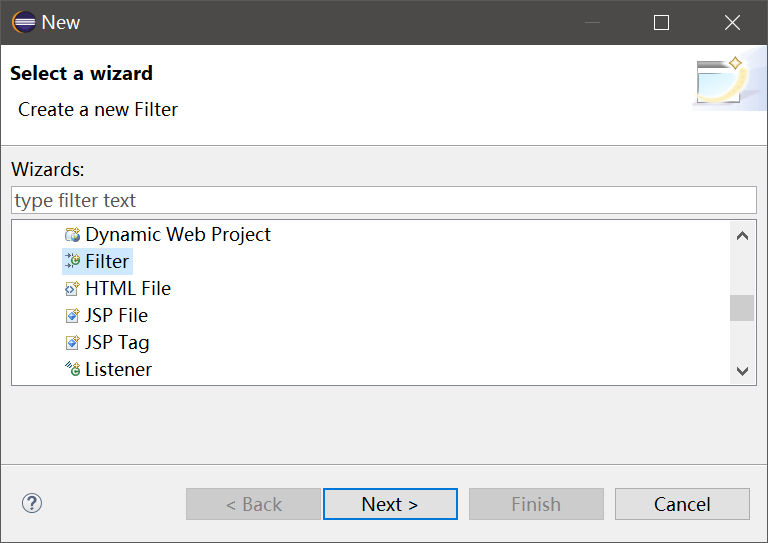 New
Select a wizard
Create a new Filter
Wizards:
type filter text
Dynamic Web Project
Filter
HTML File
JSP File
JSP Tag
Listener
< Back Next > Finish Cancel